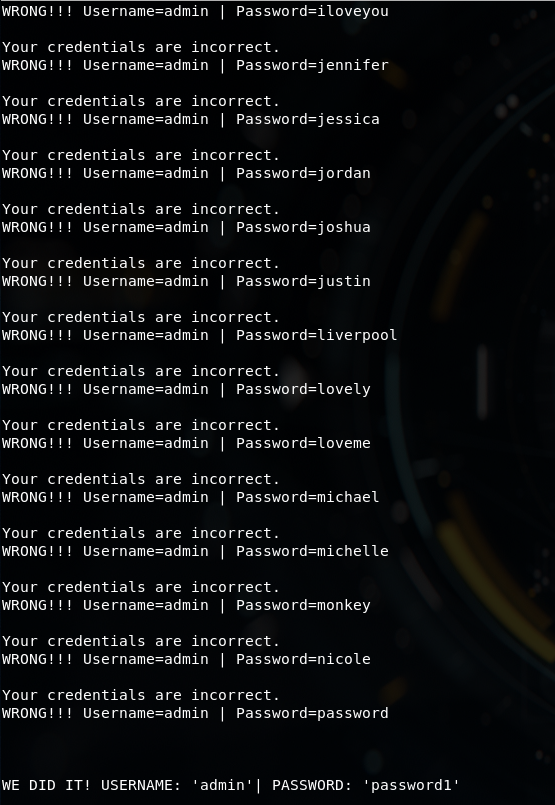 WRONG!!! Username=admin | Password=iloveyou
Your credentials are incorrect.
WRONG!!! Username=admin | Password=jennifer
Your credentials are incorrect.
WRONG!!! Username=admin | Password=jessica
Your credentials are incorrect.
WRONG!!! Username=admin | Password=jordan
Your credentials are incorrect.
WRONG!!! Username=admin | Password=joshua
Your credentials are incorrect.
WRONG!!! Username=admin | Password=justin
Your credentials are incorrect.
WRONG!!! Username=admin | Password=liverpool
Your credentials are incorrect.
WRONG!!! Username=admin | Password=lovely
Your credentials are incorrect.
WRONG!!! Username=admin | Password=loveme
Your credentials are incorrect.
WRONG!!! Username=admin | Password=michael
Your credentials are incorrect.
WRONG!!! Username=admin | Password=michelle
Your credentials are incorrect.
WRONG!!! Username=admin | Password=monkey
Your credentials are incorrect.
WRONG!!! Username=admin | Password=nicole
Your credentials are incorrect.
WRONG!!! Username=admin | Password=password
WE DID IT! USERNAME: 'admin'| PASSWORD: 'password1'